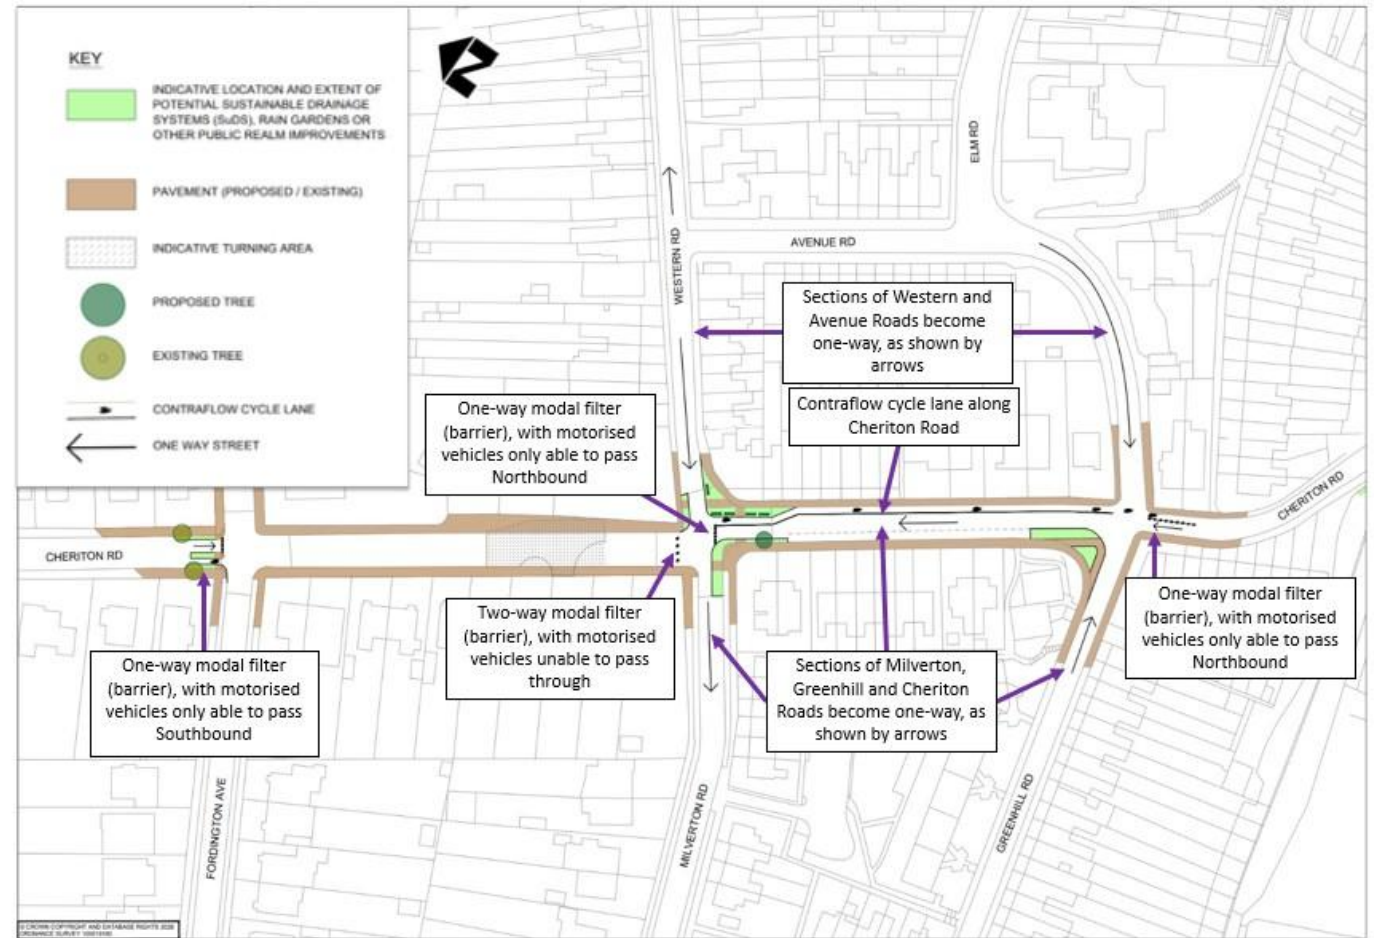 KEY
INDICATIVE LOCATION AND EXTENT OF
POTENTIAL SUSTAINABLE DRAINAGE
SYSTEMS (SuDS), RAIN GARDENS OR
OTHER PUBLIC REALM IMPROVEMENTS
PAVEMENT (PROPOSED / EXISTING)
INDICATIVE TURNING AREA
PROPOSED TREE
EXISTING TREE
CONTRAFLOW CYCLE LANE
ONE WAY STREET
ELM RD
WESTERN RD
AVENUE RD
Sections of Western and
Avenue Roads become
one-way, as shown by
arrows
Contraflow cycle lane along
Cheriton Road
One-way modal filter
(barrier), with motorised
vehicles only able to pass
Northbound
CHERITON RD
CHERITON RD
One-way modal filter
(barrier), with motorised
vehicles only able to pass
Northbound
Two-way modal filter
(barrier), with motorised
vehicles unable to pass
through
One-way modal filter
(barrier), with motorised
vehicles only able to pass
Southbound
Sections of Milverton,
Greenhill and Cheriton
Roads become one-way, as
shown by arrows
FORDINGTON AVE
MILVERTON RD
GREENHILL RD
© CROWN COPYRIGHT AND DATABASE RIGHTS
ORDNANCE SURVEY